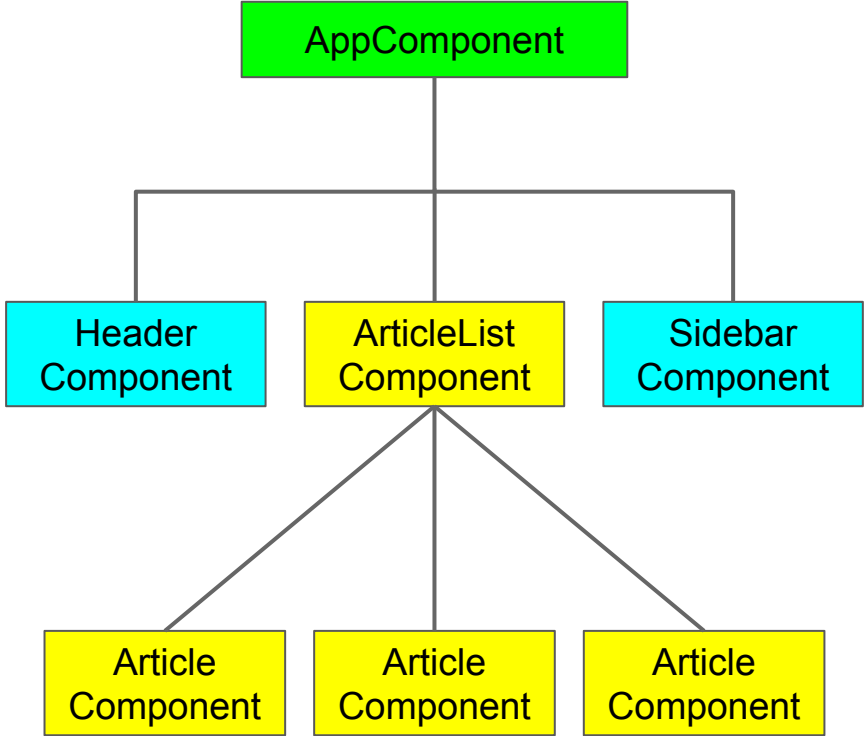 AppComponent
Header
Component
ArticleList
Component
Sidebar
Component
Article
Component
Article
Component
Article
Component